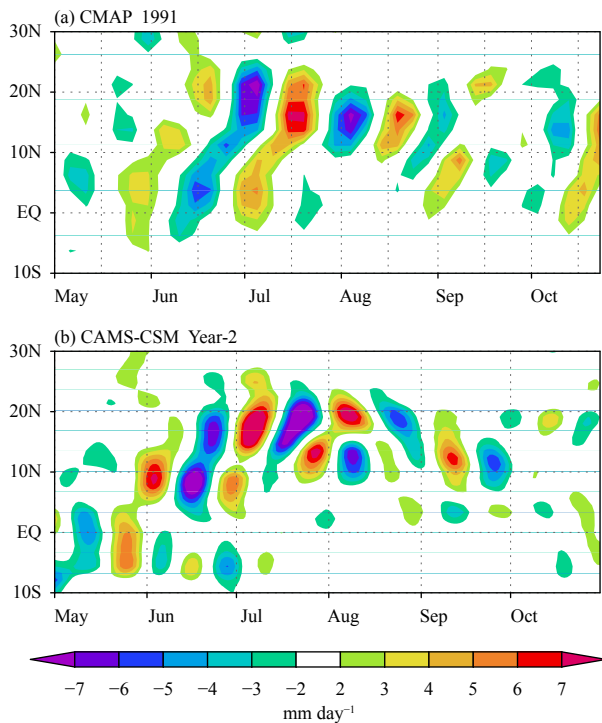 (a) CMAP 1991
30N
20N
10N
EQ
10S
May Jun Jul Aug Sep Oct
(b) CAMS-CSM Year-2
30N
20N
10N
EQ
10S
May Jun Jul Aug Sep Oct
−7 −6 −5 −4 −3 −2 2 3 4 5 6 7
mm day⁻¹